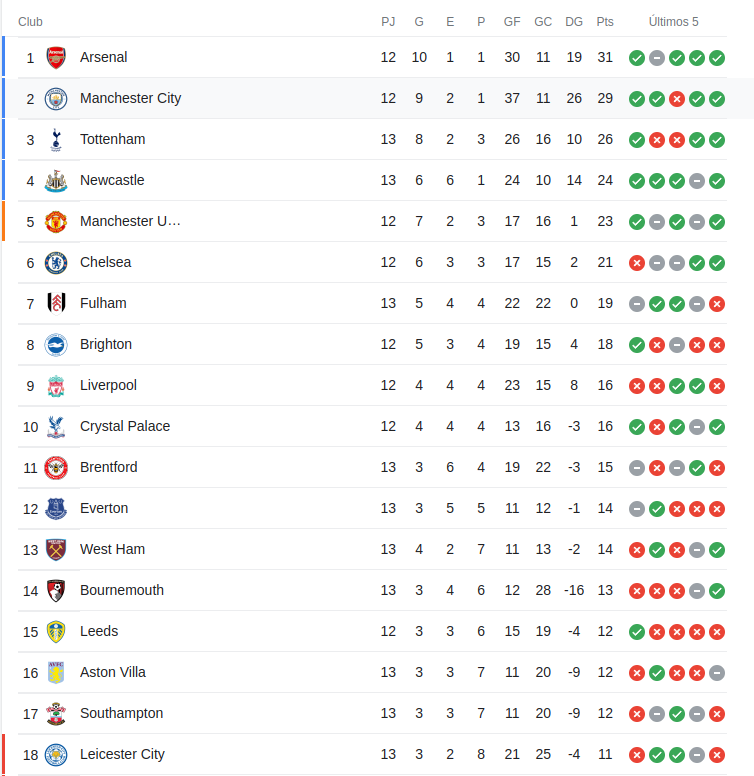 Club PJ G E P GF GC DG Pts Últimos 5
1 Arsenal 12 10 1 1 30 11 19 31
2 Manchester City 12 9 2 1 37 11 26 29
3 Tottenham 13 8 2 3 26 16 10 26
4 Newcastle 13 6 6 1 24 10 14 24
5 Manchester U… 12 7 2 3 17 16 1 23
6 Chelsea 12 6 3 3 17 15 2 21
7 Fulham 13 5 4 4 22 22 0 19
8 Brighton 12 5 3 4 19 15 4 18
9 Liverpool 12 4 4 4 23 15 8 16
10 Crystal Palace 12 4 4 4 13 16 -3 16
11 Brentford 13 3 6 4 19 22 -3 15
12 Everton 13 3 5 5 11 12 -1 14
13 West Ham 13 4 2 7 11 13 -2 14
14 Bournemouth 13 3 4 6 12 28 -16 13
15 Leeds 12 3 3 6 15 19 -4 12
16 Aston Villa 13 3 3 7 11 20 -9 12
17 Southampton 13 3 3 7 11 20 -9 12
18 Leicester City 13 3 2 8 21 25 -4 11